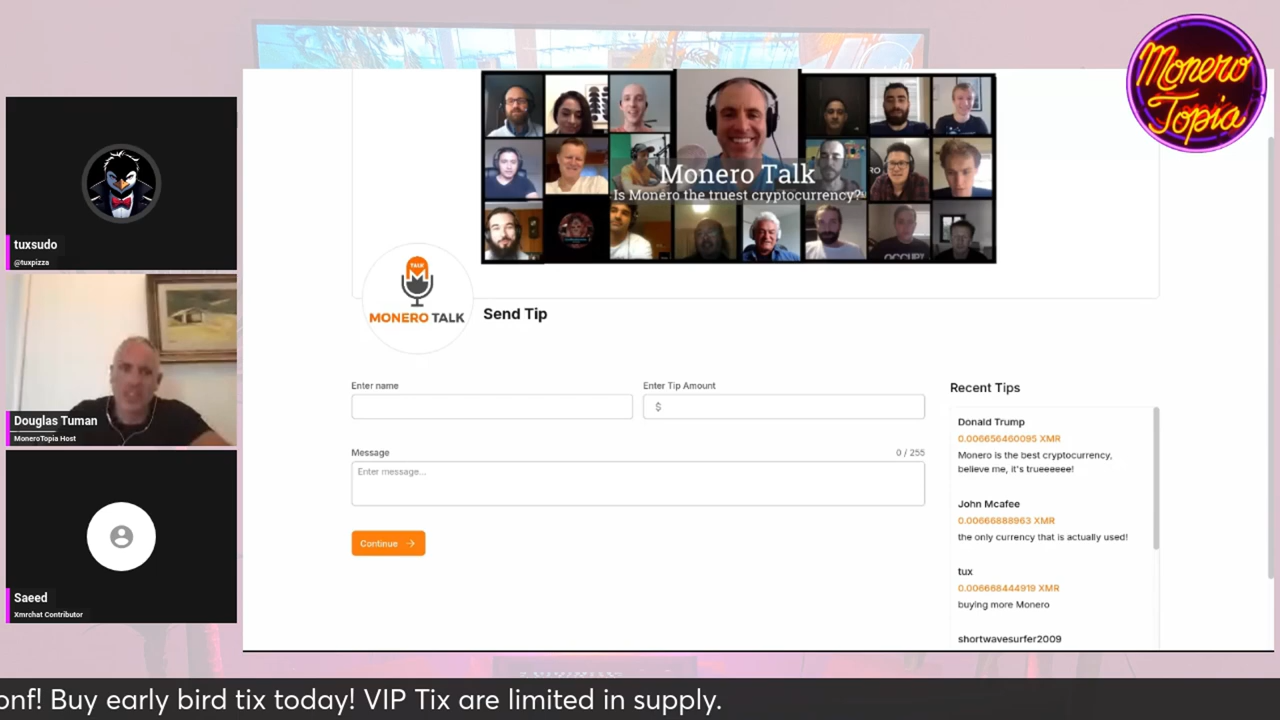 Monero
Topia
tuxsudo
@tuxpizza
Douglas Tuman
MoneroTopia Host
Saeed
Xmrchat Contributor
Monero Talk
Is Monero the truest cryptocurrency?
OCCUPY
TALK
MONERO TALK
Send Tip
Enter name
Enter Tip Amount
$
Message
0 / 255
Enter message...
Continue
Recent Tips
Donald Trump
0.006656460095 XMR
Monero is the best cryptocurrency,
believe me, it's trueeeeee!
John Mcafee
0.00666888963 XMR
the only currency that is actually used!
tux
0.006668444919 XMR
buying more Monero
shortwavesurfer2009
onf! Buy early bird tix today! VIP Tix are limited in supply.